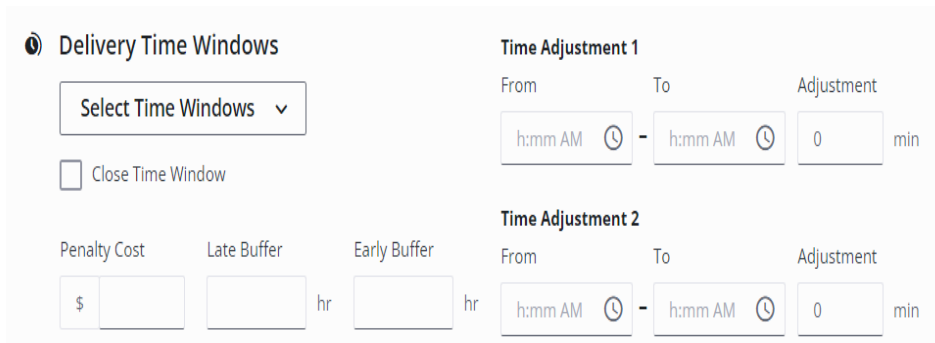 Delivery Time Windows
Select Time Windows
Close Time Window
Penalty Cost Late Buffer Early Buffer
$ hr hr
Time Adjustment 1
From To Adjustment
h:mm AM - h:mm AM 0 min
Time Adjustment 2
From To Adjustment
h:mm AM - h:mm AM 0 min